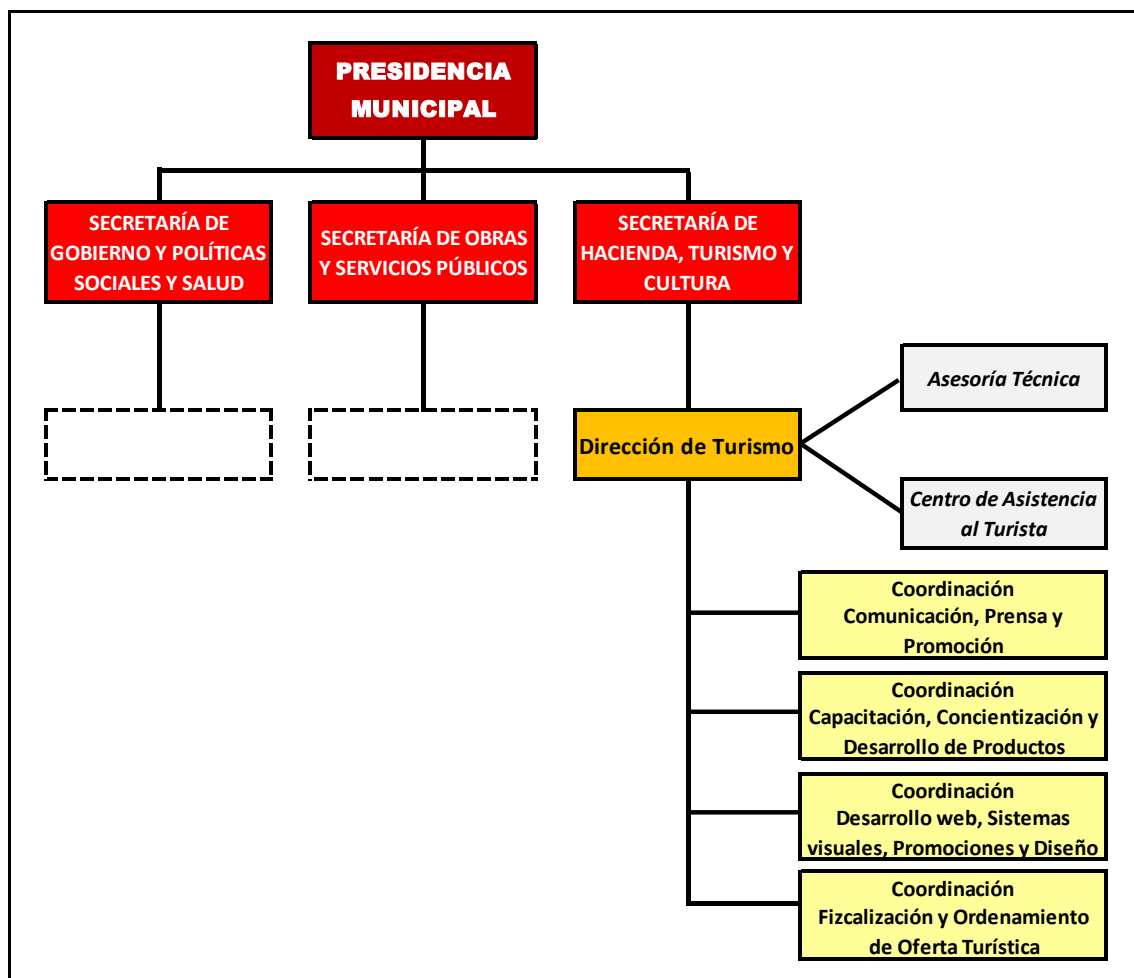 PRESIDENCIA
MUNICIPAL
SECRETARÍA DE
GOBIERNO Y POLÍTICAS
SOCIALES Y SALUD
SECRETARÍA DE OBRAS
Y SERVICIOS PÚBLICOS
SECRETARÍA DE
HACIENDA, TURISMO Y
CULTURA
Asesoría Técnica
Dirección de Turismo
Centro de Asistencia
al Turista
Coordinación
Comunicación, Prensa y
Promoción
Coordinación
Capacitación, Concientización y
Desarrollo de Productos
Coordinación
Desarrollo web, Sistemas
visuales, Promociones y Diseño
Coordinación
Fizcalización y Ordenamiento
de Oferta Turística